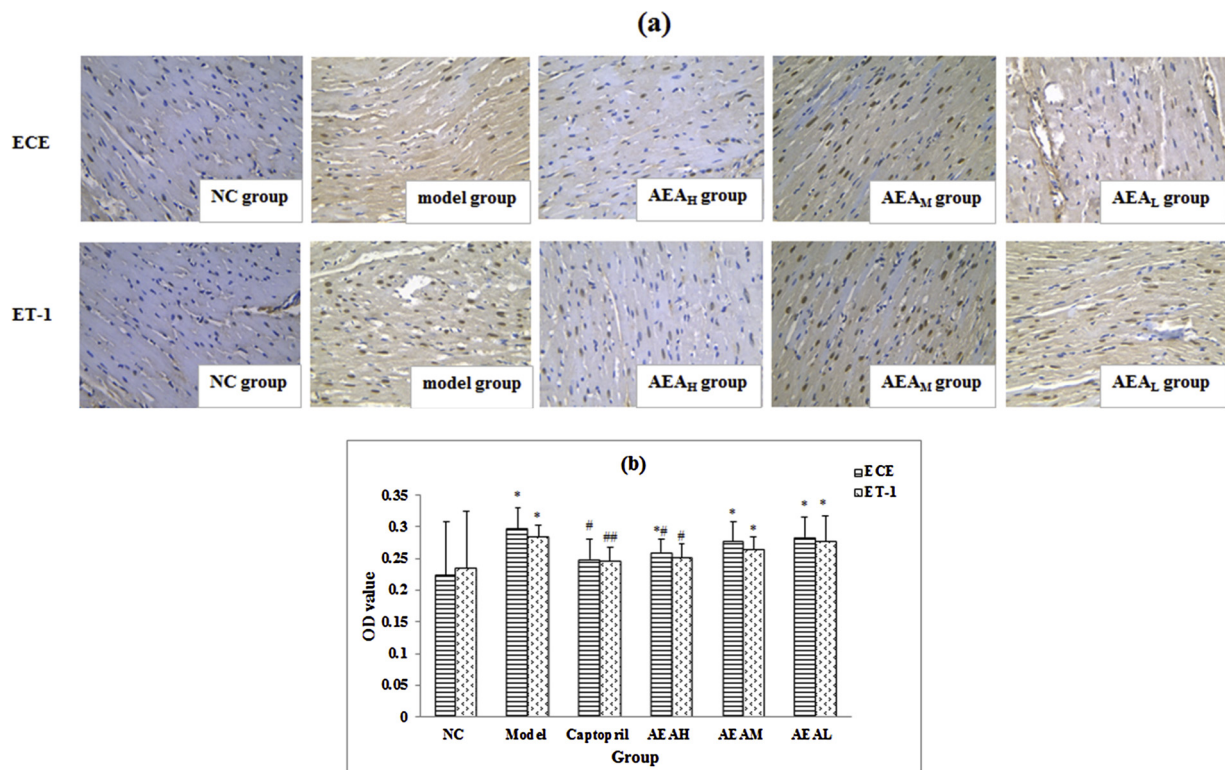 (a)
ECE
NC group
model group
AEAH group
AEAM group
AEAL group
ET-1
NC group
model group
AEAH group
AEAM group
AEAL group
(b)
ECE
ET-1
0.35
0.3
0.25
0.2
0.15
0.1
0.05
0
OD value
* * # ## *# # * * * *
NC Model Captopril AEAH AEAM AEAL
Group